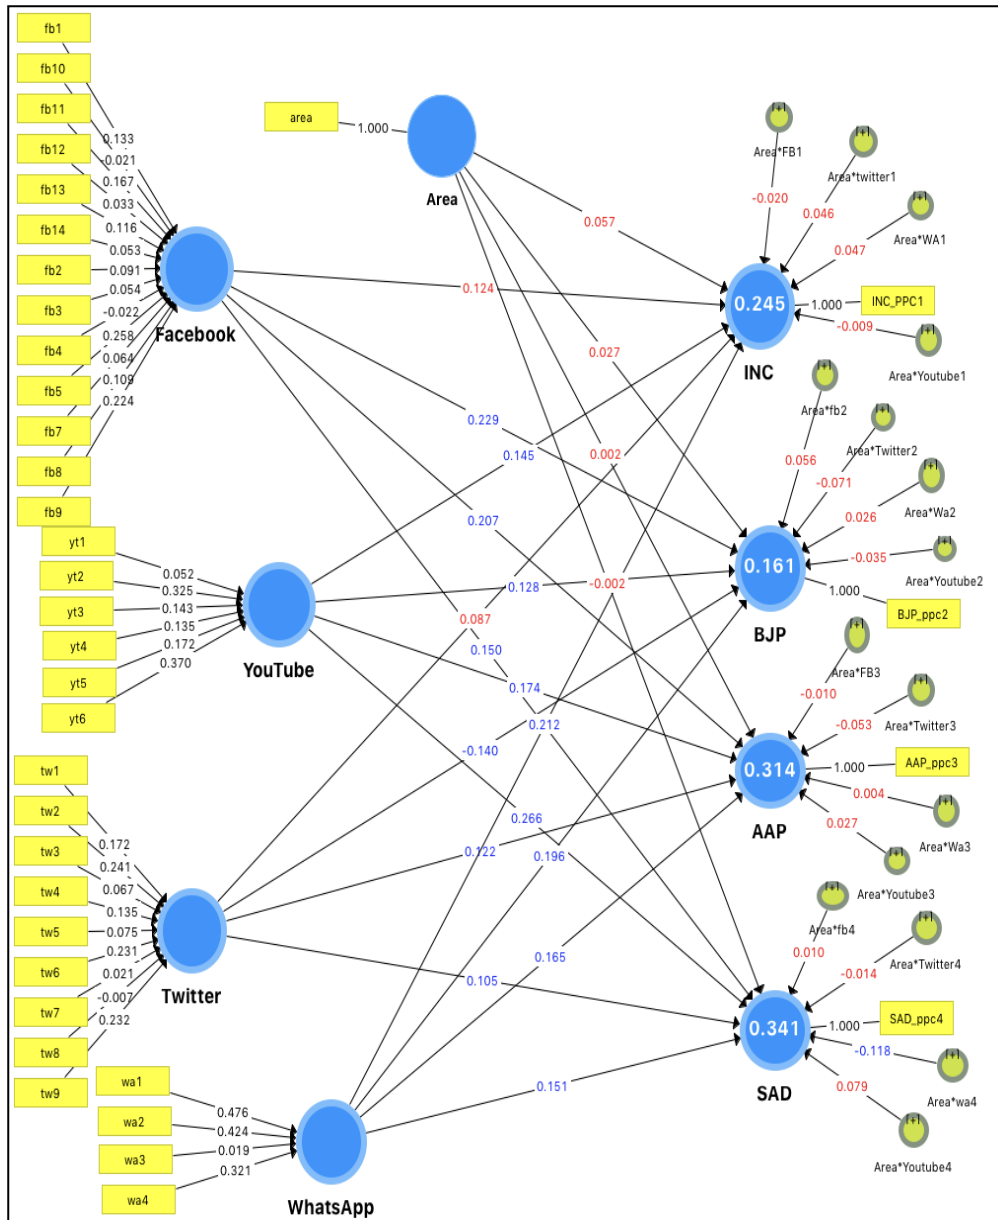 fb1
fb10
fb11
fb12
fb13
fb14
fb2
fb3
fb4
fb5
fb7
fb8
fb9
0.133
-0.021
0.167
0.033
0.116
0.053
0.091
0.054
-0.022
0.258
0.064
0.109
0.224
Facebook
area
1.000
Area
yt1
yt2
yt3
yt4
yt5
yt6
0.052
0.325
0.143
0.135
0.172
0.370
YouTube
tw1
tw2
tw3
tw4
tw5
tw6
tw7
tw8
tw9
0.172
0.241
0.067
0.135
0.075
0.231
0.021
-0.007
0.232
Twitter
wa1
wa2
wa3
wa4
0.476
0.424
0.019
0.321
WhatsApp
0.057
0.124
0.027
0.229
0.145
0.002
0.207
0.128
-0.002
0.087
0.150
0.174
0.212
-0.140
0.266
0.122
0.196
0.165
0.105
0.151
[+]
Area*FB1
-0.020
[+]
Area*twitter1
0.046
[+]
Area*WA1
0.047
0.245
1.000
INC_PPC1
INC
-0.009
[+]
Area*Youtube1
[+]
Area*fb2
0.056
[+]
Area*Twitter2
-0.071
[+]
Area*Wa2
0.026
[+]
Area*Youtube2
-0.035
0.161
1.000
BJP_ppc2
BJP
[+]
Area*FB3
-0.010
[+]
Area*Twitter3
-0.053
0.314
1.000
AAP_ppc3
AAP
0.004
[+]
Area*Wa3
0.027
[+]
Area*Youtube3
[+]
Area*fb4
0.010
[+]
Area*Twitter4
-0.014
0.341
1.000
SAD_ppc4
SAD
-0.118
[+]
Area*wa4
0.079
[+]
Area*Youtube4